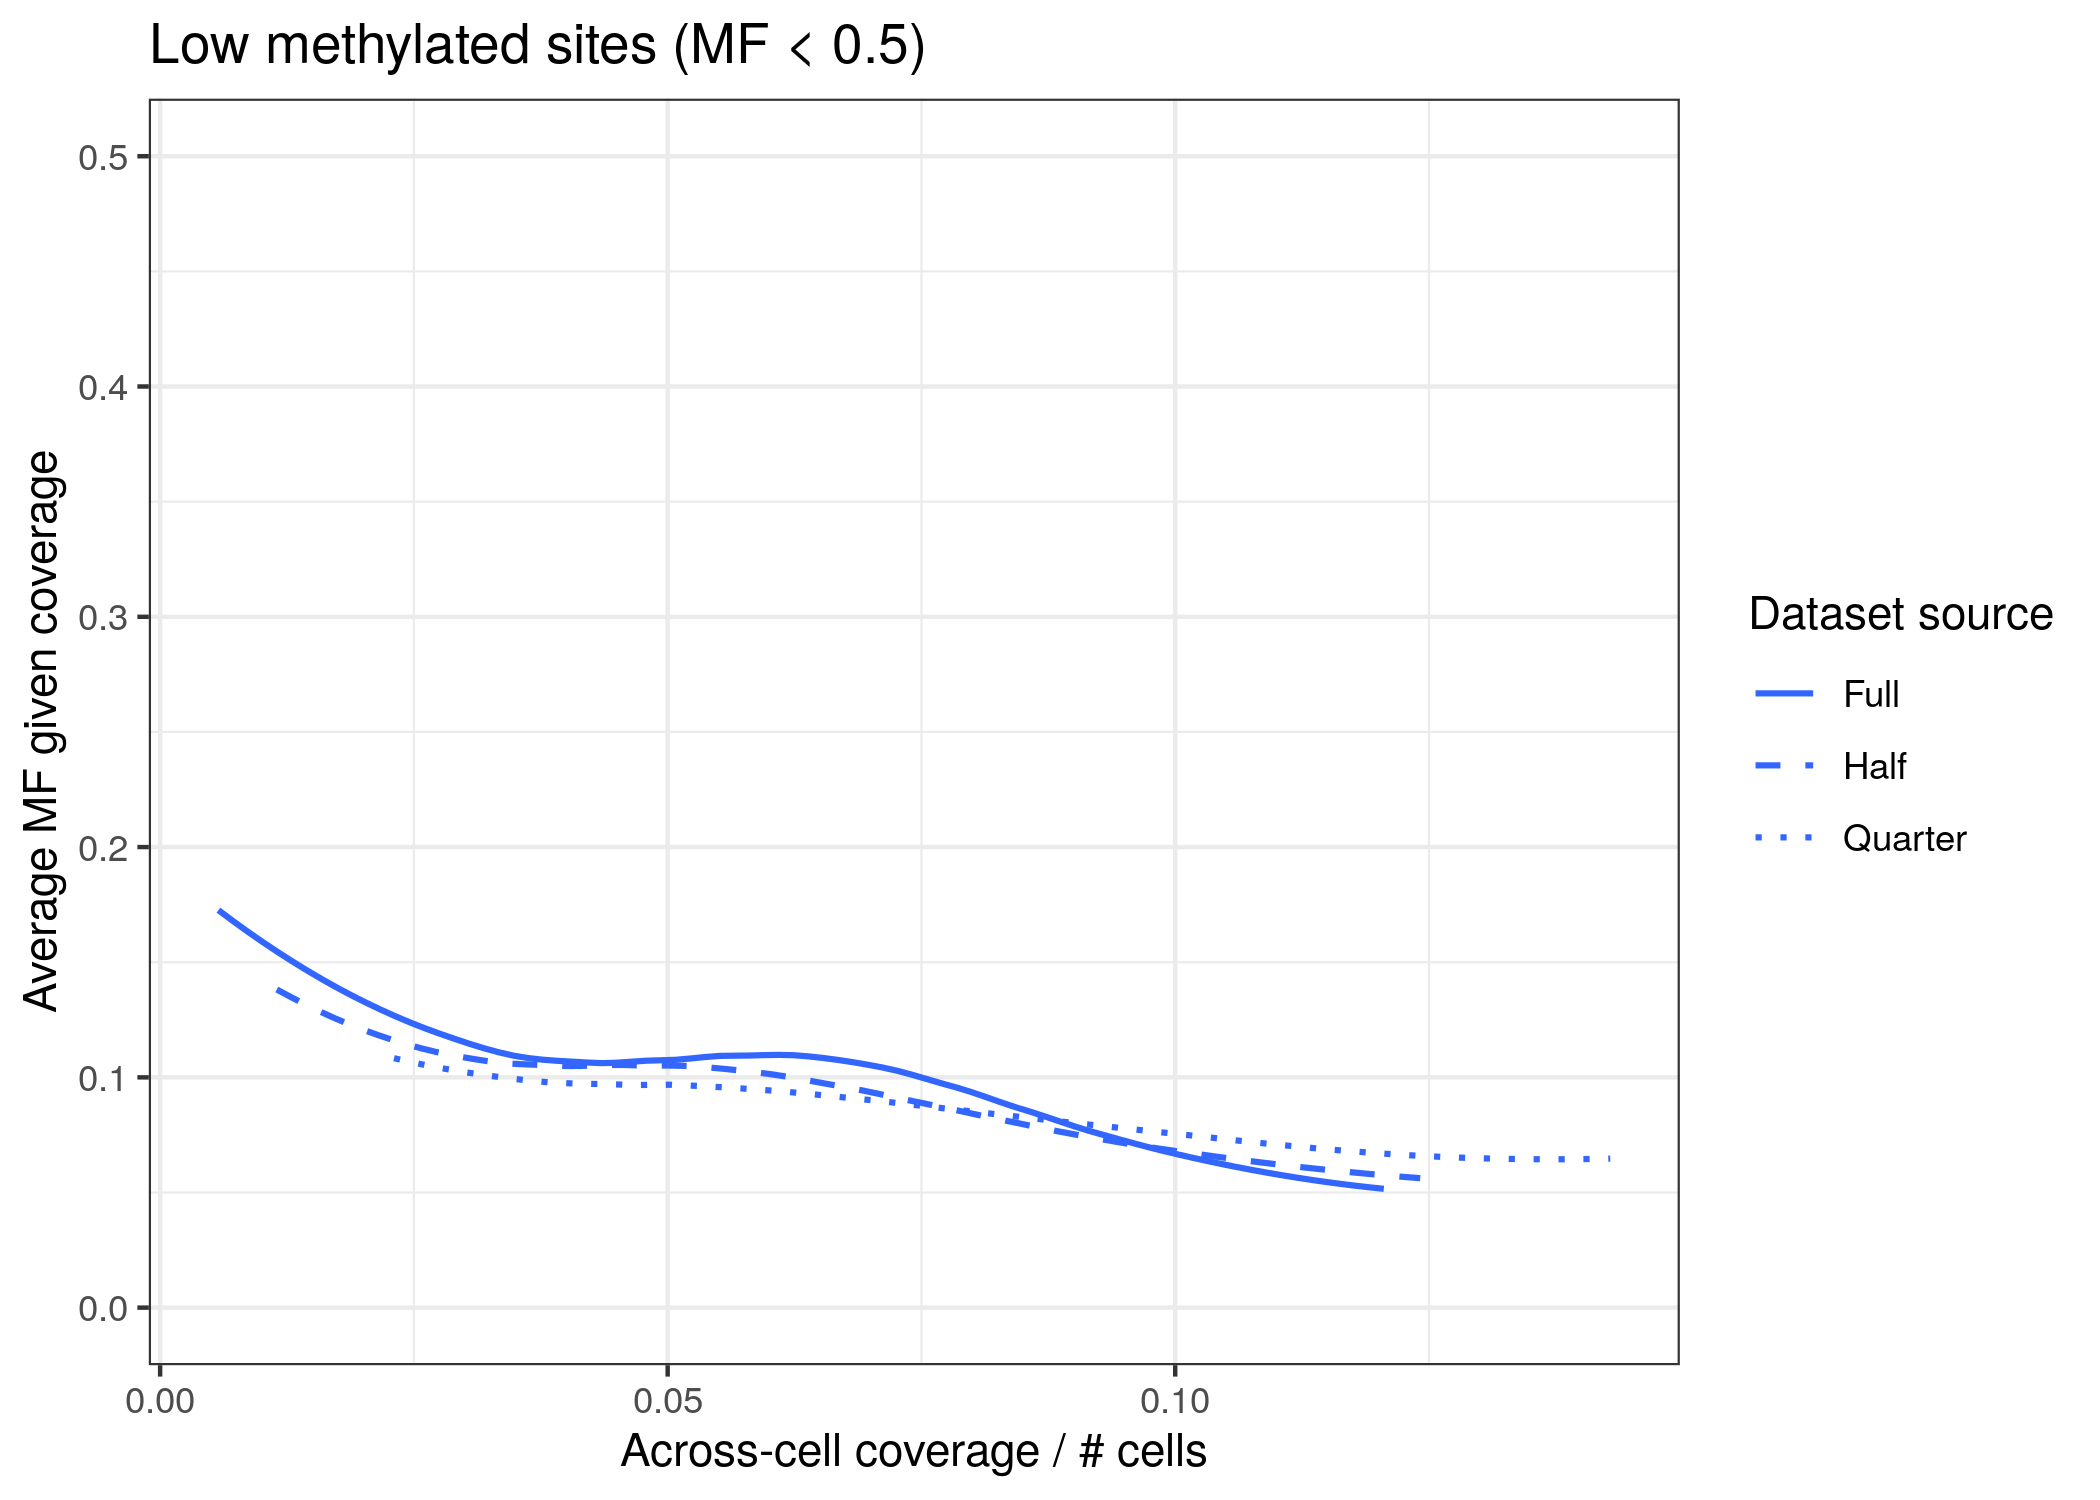 Low methylated sites (MF < 0.5)
Average MF given coverage
0.5
0.4
0.3
0.2
0.1
0.0
0.00
0.05
0.10
Across-cell coverage / # cells
Dataset source
Full
Half
Quarter